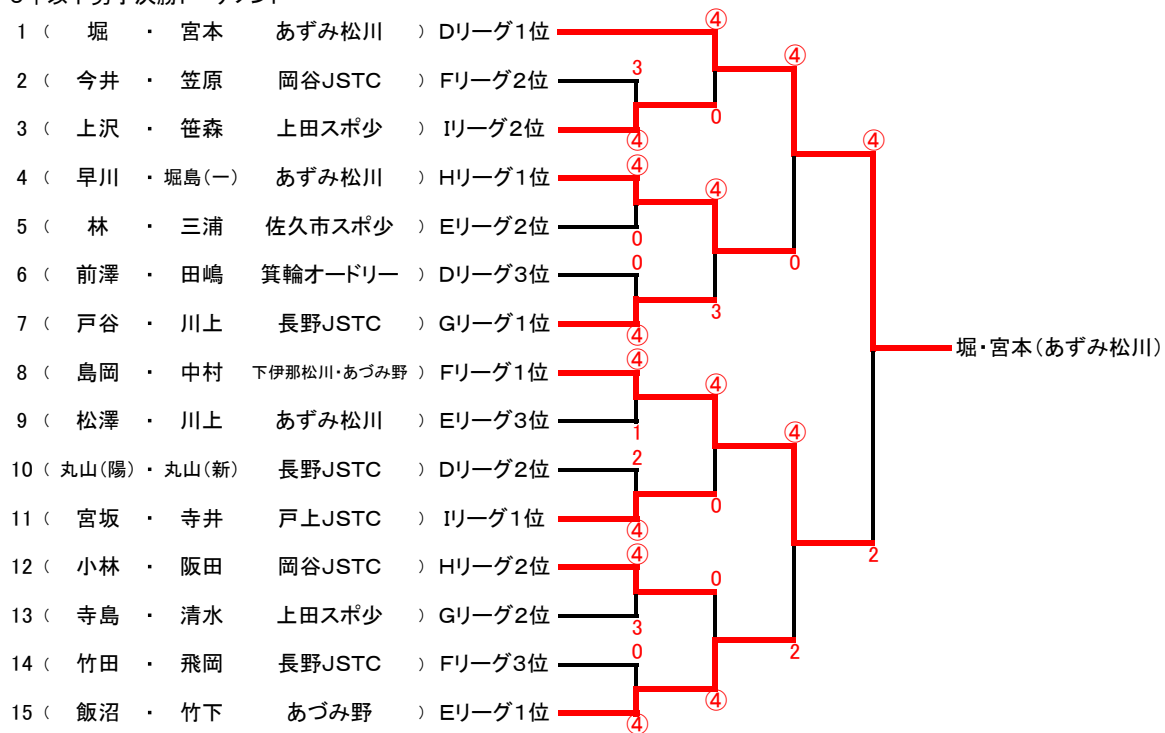 1 ( 堀 ・ 宮本 あずみ松川 ) Dリーグ1位 ④ ④
2 ( 今井 ・ 笠原 岡谷JSTC ) Fリーグ2位 3
0
3 ( 上沢 ・ 笹森 上田スポ少 ) Iリーグ2位 ④ ④
4 ( 早川 ・ 堀島(一) あずみ松川 ) Hリーグ1位 ④ ④
5 ( 林 ・ 三浦 佐久市スポ少 ) Eリーグ2位 0
6 ( 前澤 ・ 田嶋 箕輪オードリー ) Dリーグ3位 0 0
7 ( 戸谷 ・ 川上 長野JSTC ) Gリーグ1位 ④ 3
堀・宮本(あずみ松川)
8 ( 島岡 ・ 中村 下伊那松川・あづみ野 ) Fリーグ1位 ④ ④
9 ( 松澤 ・ 川上 あずみ松川 ) Eリーグ3位 1 ④
10 ( 丸山(陽) ・ 丸山(新) 長野JSTC ) Dリーグ2位 2
0
11 ( 宮坂 ・ 寺井 戸上JSTC ) Iリーグ1位 ④
12 ( 小林 ・ 阪田 岡谷JSTC ) Hリーグ2位 ④ 0 2
13 ( 寺島 ・ 清水 上田スポ少 ) Gリーグ2位 3
14 ( 竹田 ・ 飛岡 長野JSTC ) Fリーグ3位 0 2
15 ( 飯沼 ・ 竹下 あづみ野 ) Eリーグ1位 ④ ④